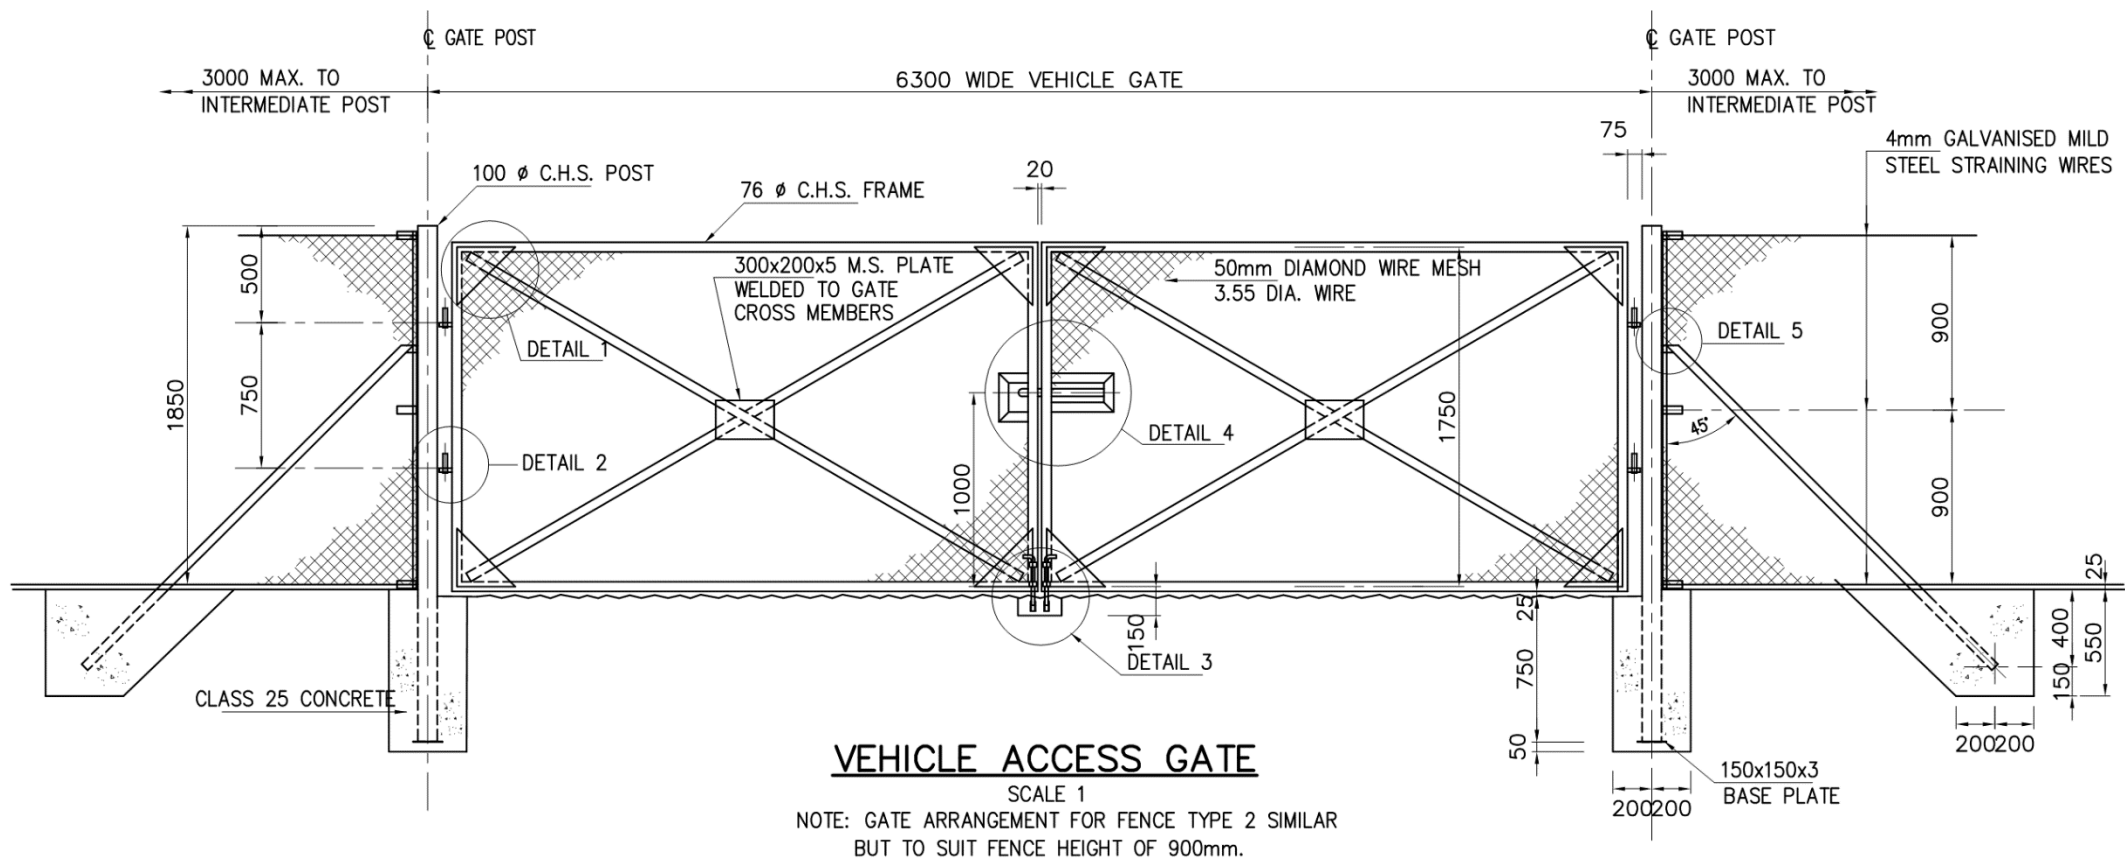 ℄ GATE POST
℄ GATE POST
3000 MAX. TO
INTERMEDIATE POST
6300 WIDE VEHICLE GATE
3000 MAX. TO
INTERMEDIATE POST
75
4mm GALVANISED MILD
STEEL STRAINING WIRES
100 ø C.H.S. POST
76 ø C.H.S. FRAME
20
500
300x200x5 M.S. PLATE
WELDED TO GATE
CROSS MEMBERS
50mm DIAMOND WIRE MESH
3.55 DIA. WIRE
DETAIL 1
DETAIL 5
900
1850
750
1750
45°
DETAIL 4
DETAIL 2
1000
900
25
25
150
DETAIL 3
400
550
150
CLASS 25 CONCRETE
750
50
200
200
150x150x3
BASE PLATE
200
200
VEHICLE ACCESS GATE
SCALE 1
NOTE: GATE ARRANGEMENT FOR FENCE TYPE 2 SIMILAR
BUT TO SUIT FENCE HEIGHT OF 900mm.